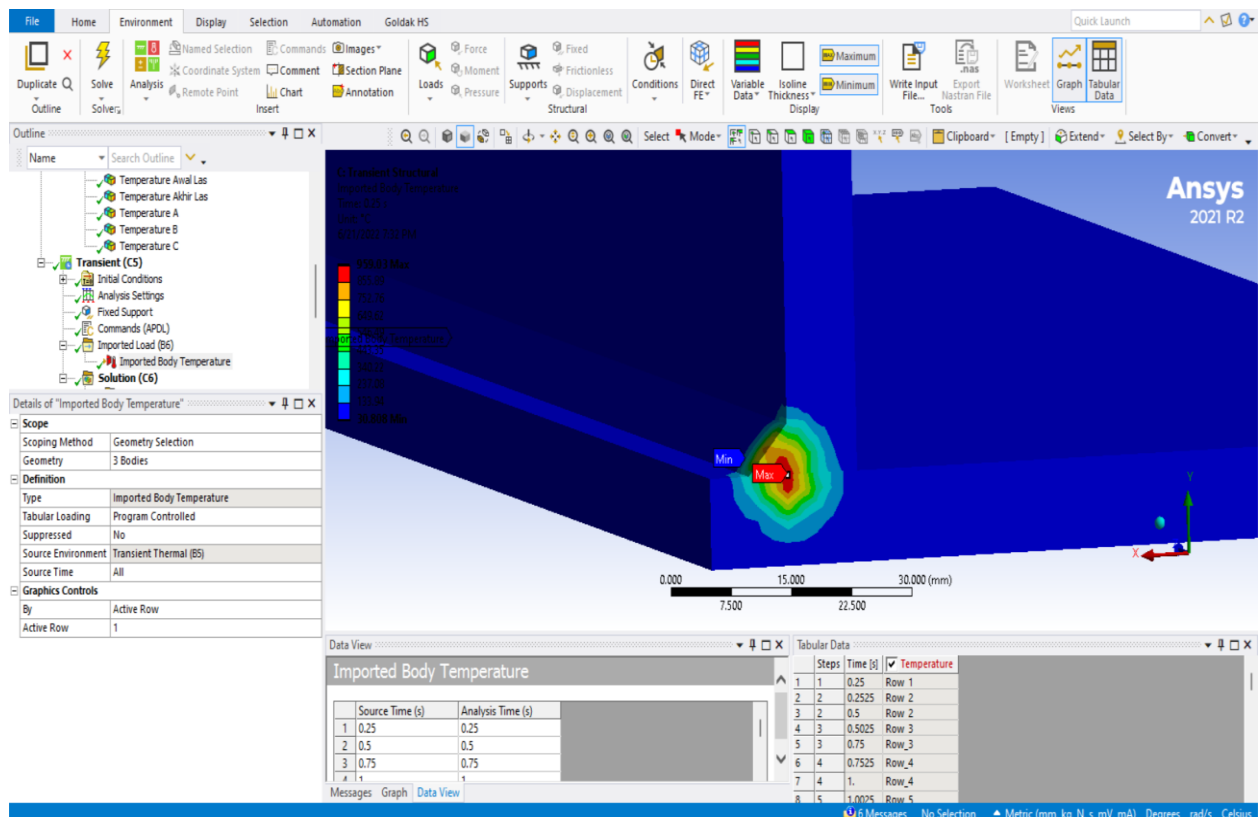 File Home Environment Display Selection Automation Goldak HS Quick Launch
Named Selection Commands Images Force Fixed Maximum
Coordinate System Comment Section Plane Moment Frictionless Minimum
Remote Point Chart Annotation Pressure Displacement
Duplicate Q Solve Analysis Loads Supports Conditions Direct FE Variable Data Isoline Thickness Write Input File... Export Nastran File Worksheet Graph Tabular Data
.nas
Outline Solver Insert Structural Display Tools Views
Outline
Name Search Outline Select Mode Clipboard [ Empty ] Extend Select By Convert
Temperature Awal Las
Temperature Akhir Las
Temperature A
Temperature B
Temperature C
Transient (C5)
Initial Conditions
Analysis Settings
Fixed Support
Commands (APDL)
Imported Load (B6)
Imported Body Temperature
Solution (C6)
Ansys
2021 R2
Min
Max
Y
X
0.000 15.000 30.000 (mm)
7.500 22.500
Details of "Imported Body Temperature"
Scope
Scoping Method Geometry Selection
Geometry 3 Bodies
Definition
Type Imported Body Temperature
Tabular Loading Program Controlled
Suppressed No
Source Environment Transient Thermal (B5)
Source Time All
Graphics Controls
By Active Row
Active Row 1
Data View
Imported Body Temperature
Source Time (s) Analysis Time (s)
1 0.25 0.25
2 0.5 0.5
3 0.75 0.75
4 1 1
Messages Graph Data View
Tabular Data
Steps Time [s] Temperature
1 1 0.25 Row 1
2 2 0.2525 Row 2
3 2 0.5 Row 2
4 3 0.5025 Row 3
5 3 0.75 Row_3
6 4 0.7525 Row_4
7 4 1. Row_4
8 5 1.0025 Row 5
6 Messages No Selection Metric (mm, kg, N, s, mV, mA) Degrees rad/s Celsius